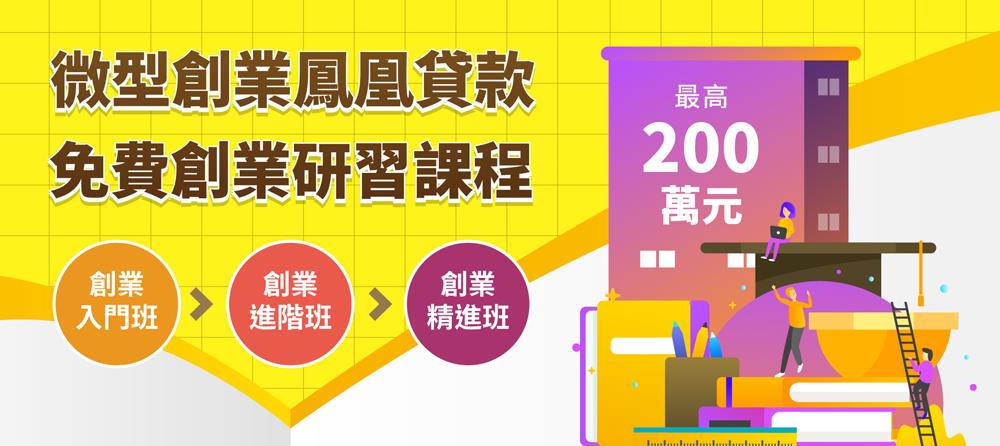 微型創業鳳凰貸款
免費創業研習課程
創業
入門班
創業
進階班
創業
精進班
最高
200
萬元